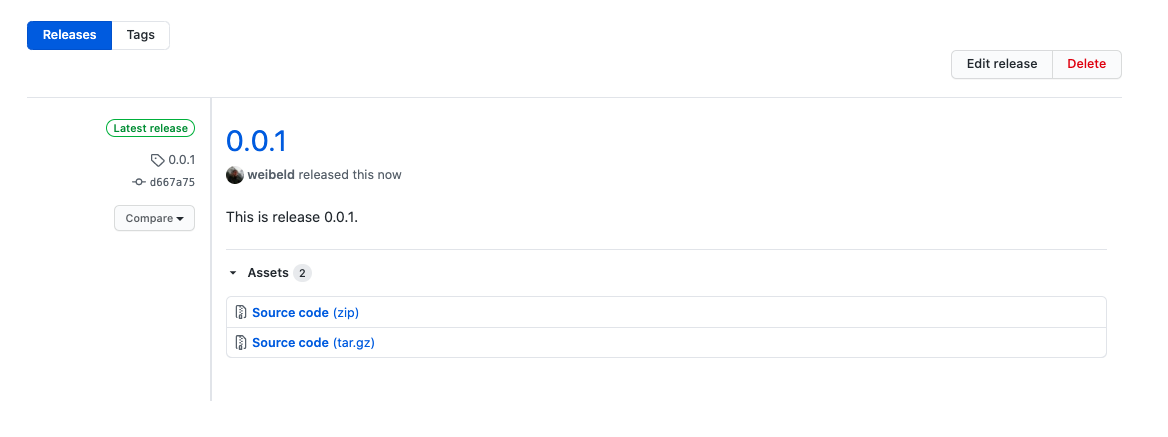 Releases Tags
Edit release Delete
Latest release
0.0.1
d667a75
Compare
0.0.1
weibeld released this now
This is release 0.0.1.
Assets 2
Source code (zip)
Source code (tar.gz)